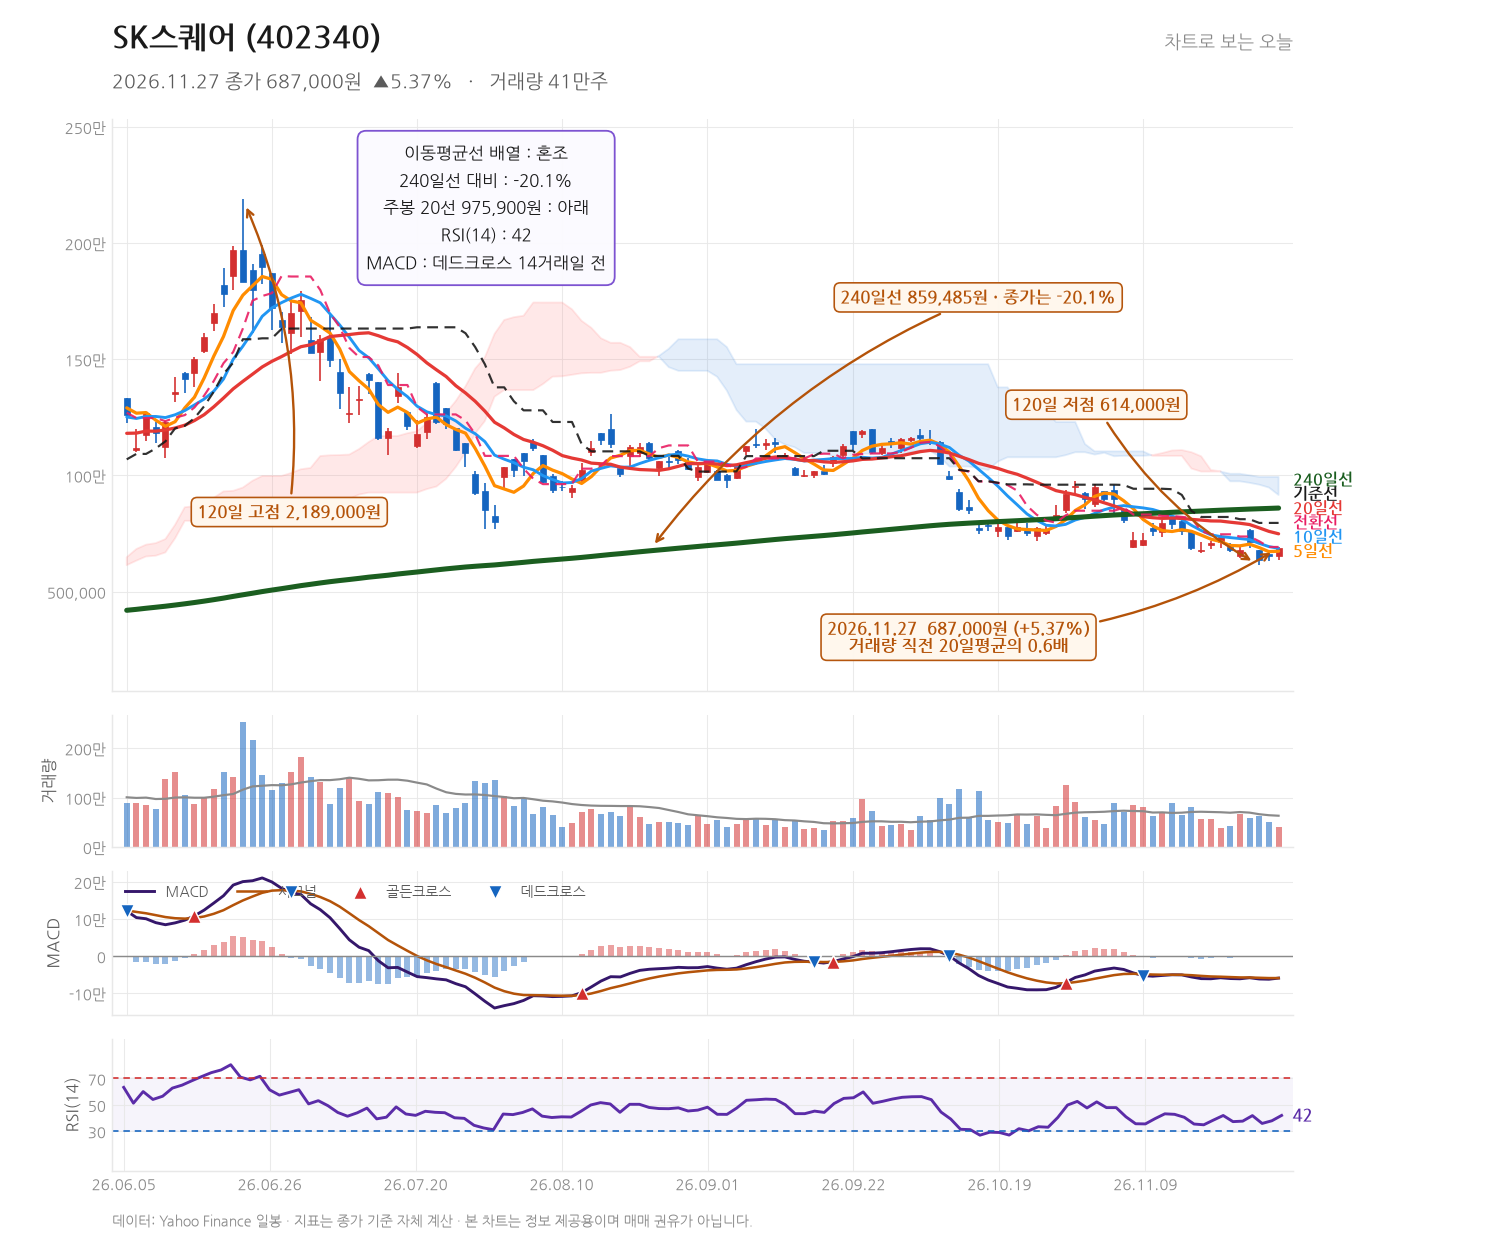 SK스퀘어 (402340)
차트로 보는 오늘
2026.11.27 종가 687,000원 ▲5.37% · 거래량 41만주
250만
200만
150만
100만
500,000
이동평균선 배열 : 혼조
240일선 대비 : -20.1%
주봉 20선 975,900원 : 아래
RSI(14) : 42
MACD : 데드크로스 14거래일 전
240일선 859,485원 · 종가는 -20.1%
120일 저점 614,000원
120일 고점 2,189,000원
2026.11.27 687,000원 (+5.37%)
거래량 직전 20일평균의 0.6배
240일선
기준선
20일선
전환선
10일선
5일선
거래량
200만
100만
0만
MACD
20만
10만
0
-10만
MACD
골든크로스
데드크로스
RSI(14)
70
50
30
42
26.06.05
26.06.26
26.07.20
26.08.10
26.09.01
26.09.22
26.10.19
26.11.09
데이터: Yahoo Finance 일봉 · 지표는 종가 기준 자체 계산 · 본 차트는 정보 제공용이며 매매 권유가 아닙니다.